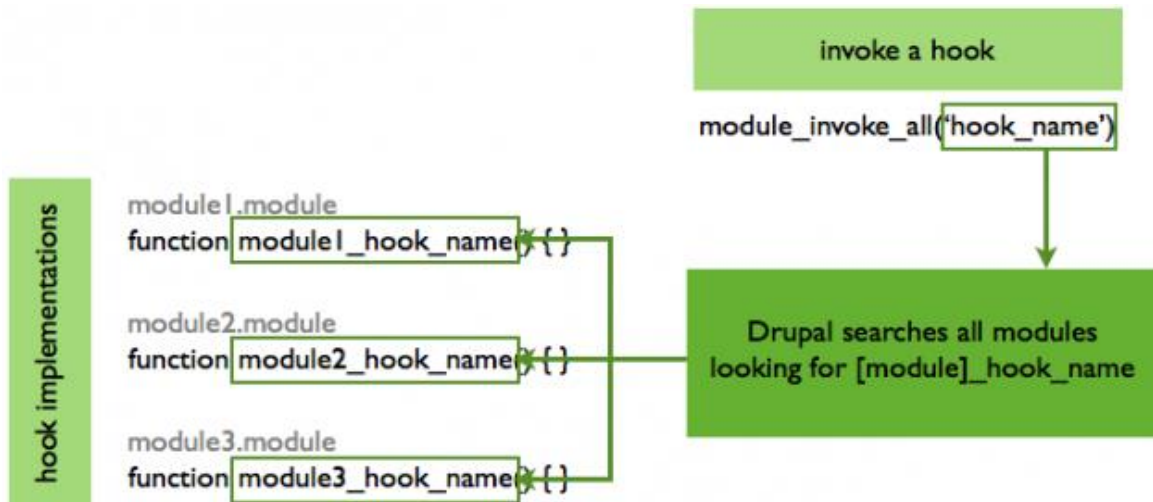 invoke a hook
module_invoke_all(‘hook_name’)
hook implementations
module1.module
function module1_hook_name() { }
module2.module
function module2_hook_name() { }
module3.module
function module3_hook_name() { }
Drupal searches all modules
looking for [module]_hook_name